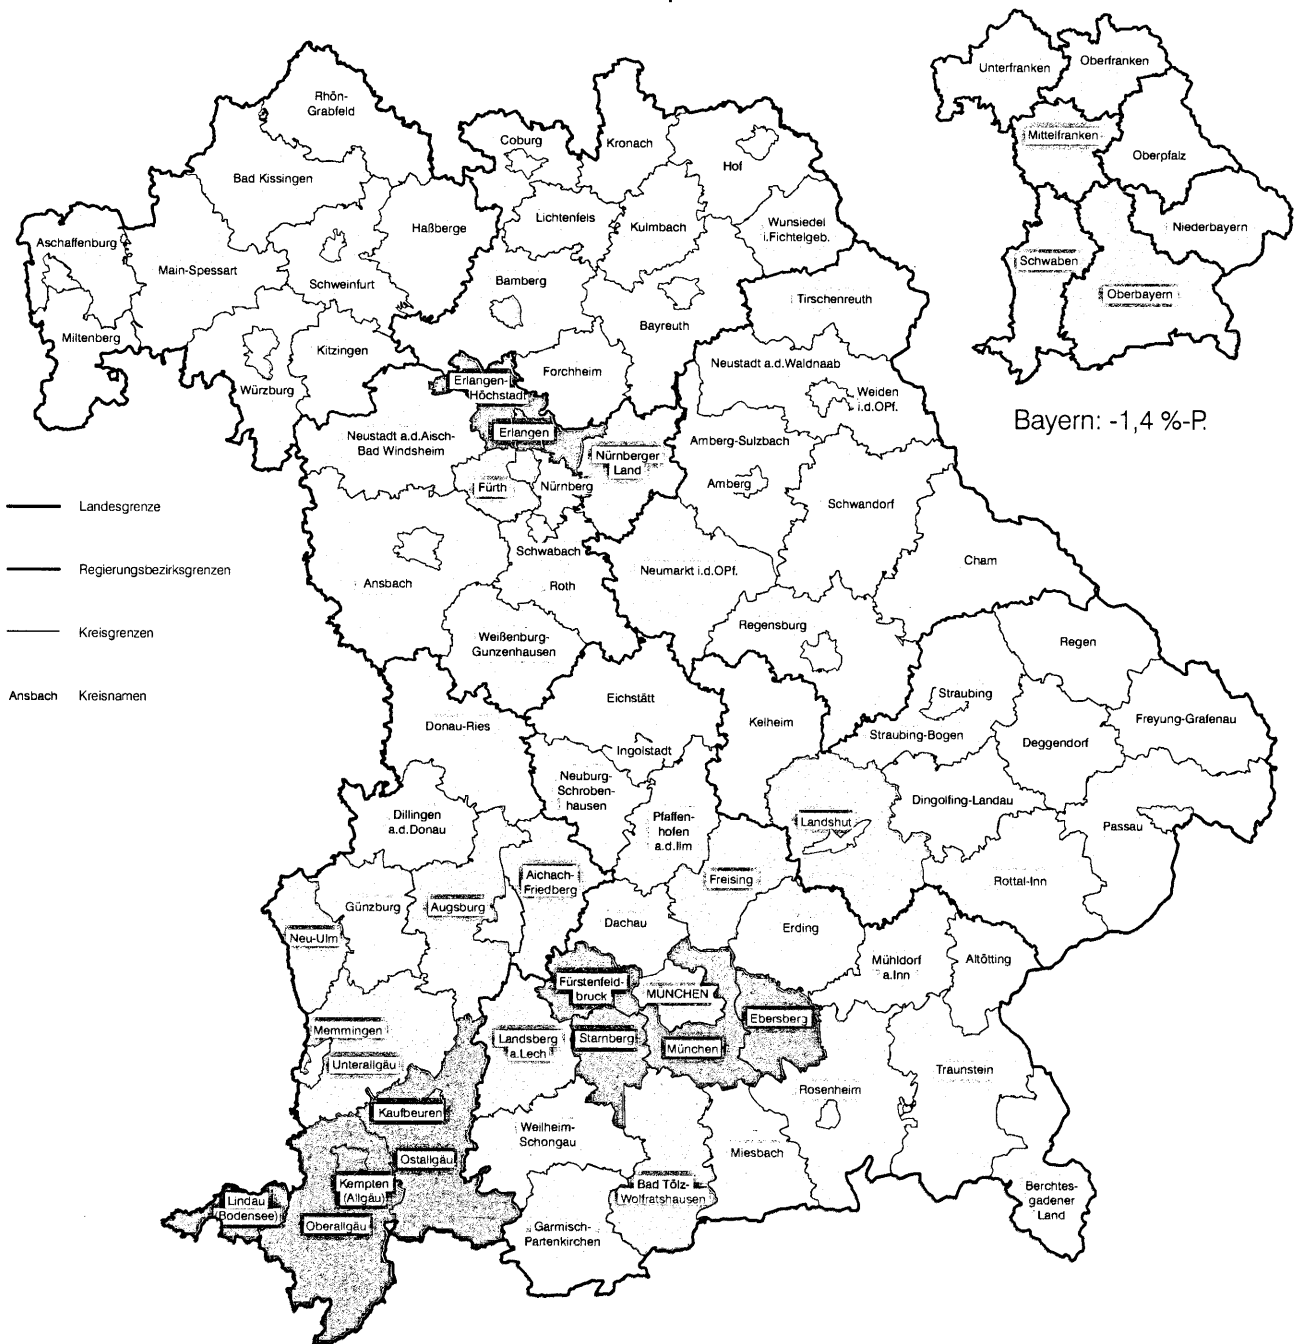 Rhön-
Grabfeld
Coburg
Kronach
Hof
Bad Kissingen
Lichtenfels
Kulmbach
Wunsiedel
i.Fichtelgeb.
Haßberge
Aschaffenburg
Main-Spessart
Schweinfurt
Bamberg
Tirschenreuth
Bayreuth
Miltenberg
Kitzingen
Würzburg
Erlangen-
Höchstadt
Forchheim
Neustadt a.d.Waldnaab
Weiden
i.d.OPf.
Neustadt a.d.Aisch-
Bad Windsheim
Erlangen
Nürnberger
Land
Amberg-Sulzbach
Fürth
Nürnberg
Amberg
Schwandorf
Schwabach
Ansbach
Roth
Neumarkt i.d.OPf.
Cham
Weißenburg-
Gunzenhausen
Regensburg
Regen
Eichstätt
Straubing
Donau-Ries
Kelheim
Freyung-Grafenau
Straubing-Bogen
Deggendorf
Ingolstadt
Neuburg-
Schroben-
hausen
Dillingen
a.d.Donau
Pfaffen-
hofen
a.d.Ilm
Landshut
Dingolfing-Landau
Passau
Aichach-
Friedberg
Freising
Rottal-Inn
Günzburg
Augsburg
Dachau
Erding
Neu-Ulm
Mühldorf
a.Inn
Altötting
Fürstenfeld-
bruck
MÜNCHEN
Ebersberg
Memmingen
Landsberg
a.Lech
Starnberg
München
Unterallgäu
Traunstein
Rosenheim
Kaufbeuren
Weilheim-
Schongau
Miesbach
Ostallgäu
Kempten
(Allgäu)
Bad Tölz-
Wolfratshausen
Lindau
(Bodensee)
Oberallgäu
Garmisch-
Partenkirchen
Berchtes-
gadener
Land
Unterfranken
Oberfranken
Mittelfranken
Oberpfalz
Niederbayern
Schwaben
Oberbayern
Bayern: -1,4 %-P.
Landesgrenze
Regierungsbezirksgrenzen
Kreisgrenzen
Ansbach Kreisnamen